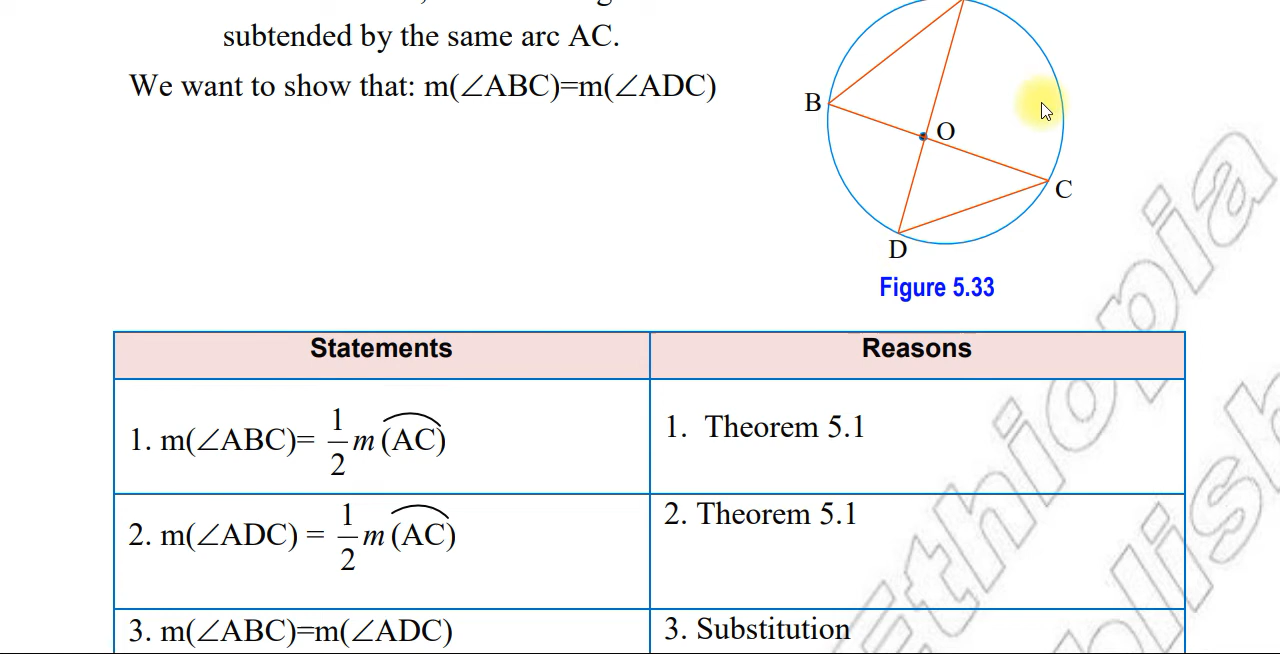 subtended by the same arc AC.
We want to show that: m(∠ABC)=m(∠ADC)
B
O
C
D
Figure 5.33
Statements
Reasons
1. m(∠ABC)= 1/2 m (AC)
1. Theorem 5.1
2. m(∠ADC) = 1/2 m (AC)
2. Theorem 5.1
3. m(∠ABC)=m(∠ADC)
3. Substitution
Ethiopia